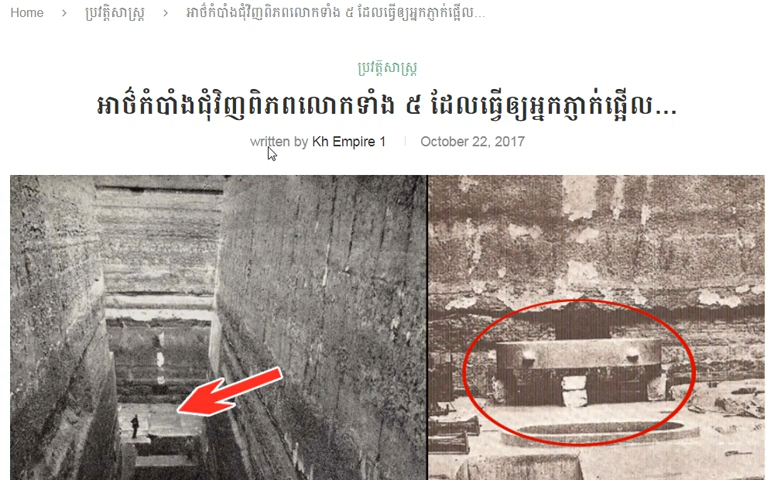 Home > ប្រវត្តិសាស្ត្រ > អាថ៌កំបាំងជុំវិញពិភពលោកទាំង ៥ ដែលធ្វើឲ្យអ្នកភ្ញាក់ផ្អើល...
ប្រវត្តិសាស្ត្រ
អាថ៌កំបាំងជុំវិញពិភពលោកទាំង ៥ ដែលធ្វើឲ្យអ្នកភ្ញាក់ផ្អើល...
written by Kh Empire 1 | October 22, 2017